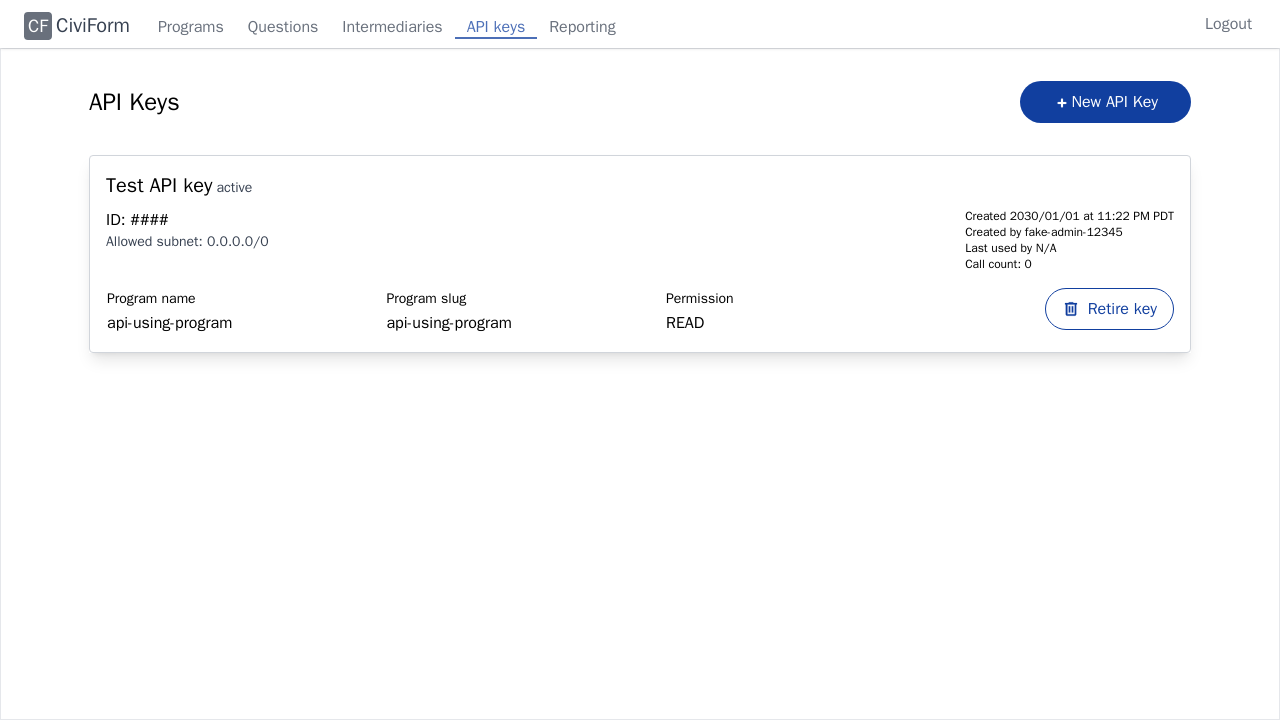 CF CiviForm Programs Questions Intermediaries API keys Reporting Logout
API Keys
+ New API Key
Test API key active
ID: ####
Allowed subnet: 0.0.0.0/0
Created 2030/01/01 at 11:22 PM PDT
Created by fake-admin-12345
Last used by N/A
Call count: 0
Program name Program slug Permission
api-using-program api-using-program READ
Retire key